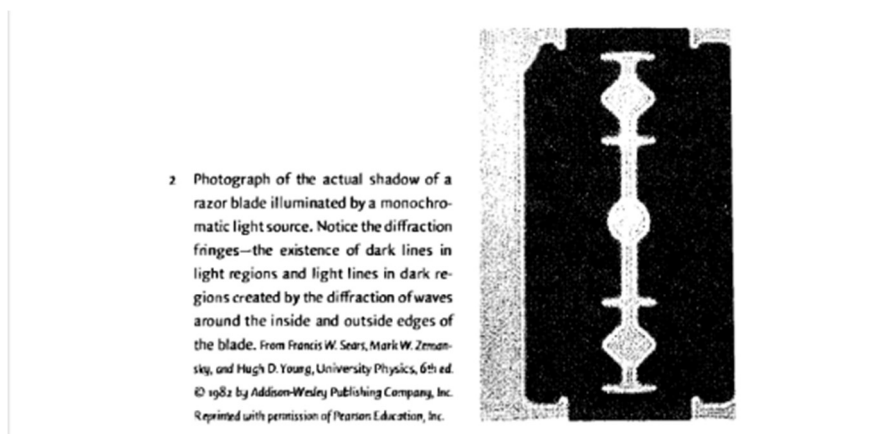 2 Photograph of the actual shadow of a
razor blade illuminated by a monochro-
matic light source. Notice the diffraction
fringes—the existence of dark lines in
light regions and light lines in dark re-
gions created by the diffraction of waves
around the inside and outside edges of
the blade. From Francis W. Sears, Mark W. Zeman-
sky, and Hugh D. Young, University Physics, 6th ed.
© 1982 by Addison-Wesley Publishing Company, Inc.
Reprinted with permission of Pearson Education, Inc.